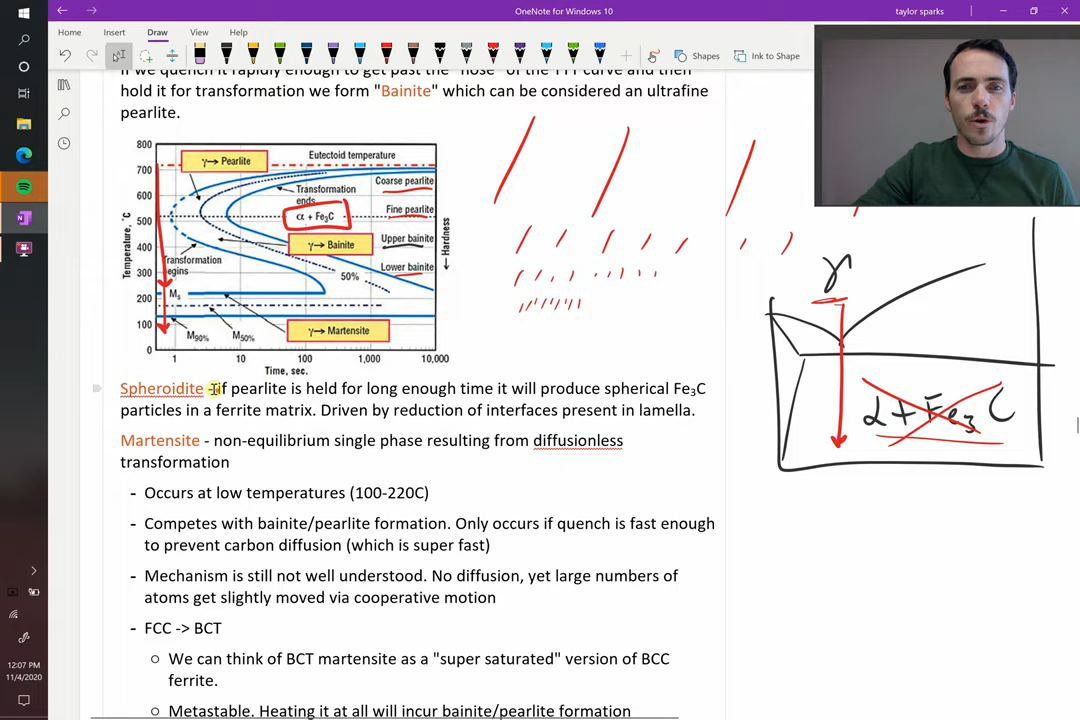 OneNote for Windows 10
taylor sparks
Home
Insert
Draw
View
Help
Shapes
Ink to Shape
If we quench it rapidly enough to get past the "nose" of the TTT curve and then
hold it for transformation we form "Bainite" which can be considered an ultrafine
pearlite.
800
700
600
500
400
300
200
100
0
Temperature, °C
γ→ Pearlite
Eutectoid temperature
Coarse pearlite
Transformation
ends
Fine pearlite
α + Fe3C
γ→ Bainite
Upper bainite
Transformation
begins
50%
Lower bainite
Hardness
Ms
M90%
M50%
γ→ Martensite
1
10
100
1,000
10,000
Time, sec.
γ
α + Fe3 C
Spheroidite - if pearlite is held for long enough time it will produce spherical Fe3C
particles in a ferrite matrix. Driven by reduction of interfaces present in lamella.
Martensite - non-equilibrium single phase resulting from diffusionless
transformation
- Occurs at low temperatures (100-220C)
- Competes with bainite/pearlite formation. Only occurs if quench is fast enough
to prevent carbon diffusion (which is super fast)
- Mechanism is still not well understood. No diffusion, yet large numbers of
atoms get slightly moved via cooperative motion
- FCC -> BCT
We can think of BCT martensite as a "super saturated" version of BCC
ferrite.
Metastable. Heating it at all will incur bainite/pearlite formation
12:07 PM
11/4/2020